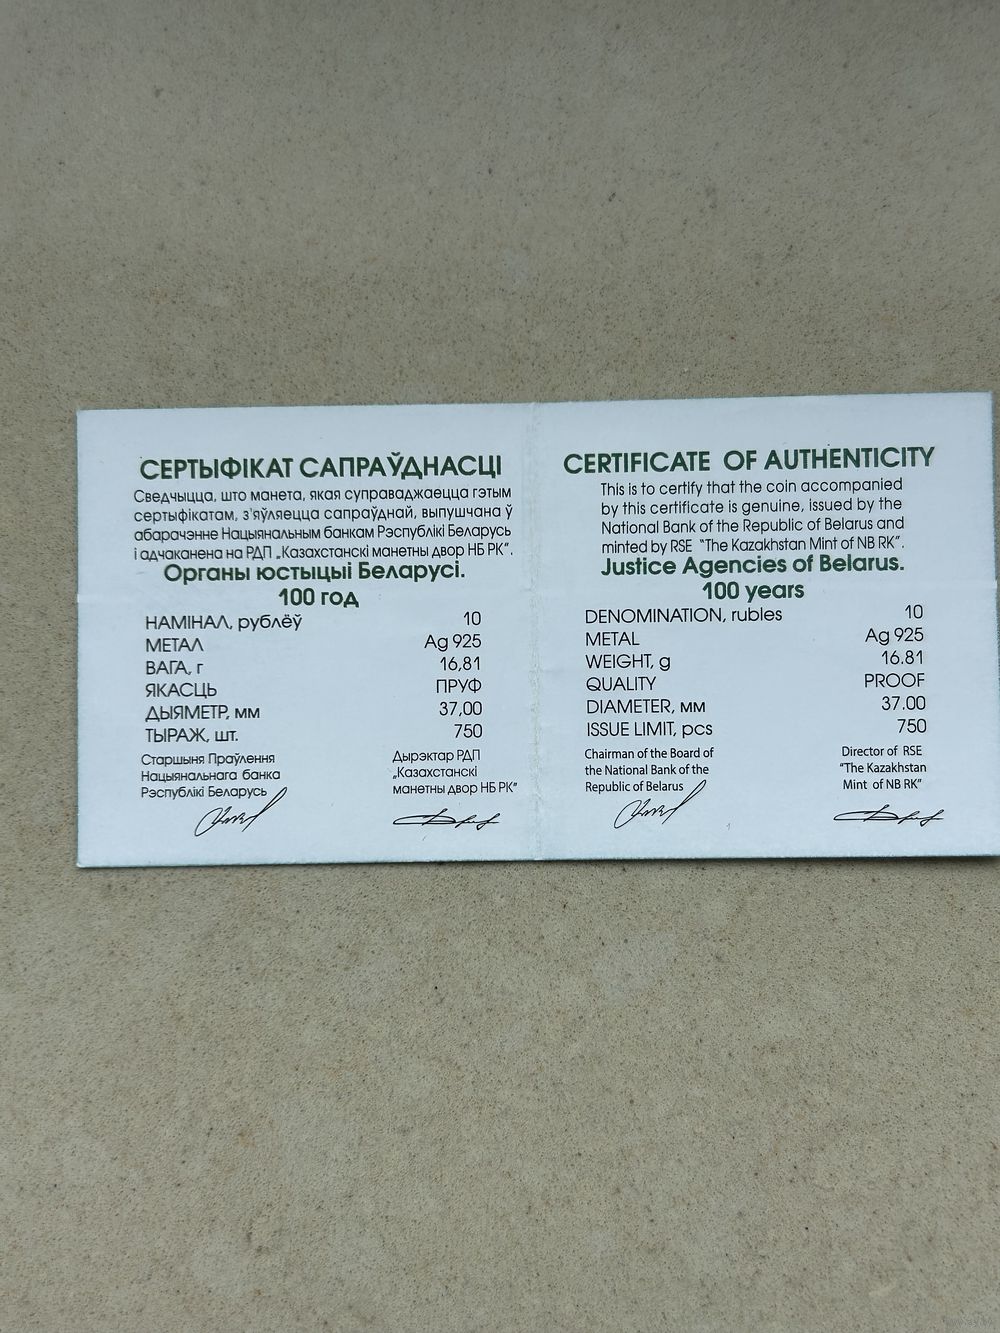 СЕРТЫФІКАТ САПРАЎДНАСЦІ
Сведчыцца, што манета, якая суправаджаецца гэтым
сертыфікатам, з'яўляецца сапраўднай, выпушчана ў
абарачэнне Нацыянальным банкам Рэспублікі Беларусь
і адчаканена на РДП „Казахстанскі манетны двор НБ РК".
Органы юстыцыі Беларусі.
100 год
НАМІНАЛ, рублёў 10
МЕТАЛ Ag 925
ВАГА, г 16,81
ЯКАСЦЬ ПРУФ
ДЫЯМЕТР, мм 37,00
ТЫРАЖ, шт. 750
Старшыня Праўлення
Нацыянальнага банка
Рэспублікі Беларусь
Дырэктар РДП
„Казахстанскі
манетны двор НБ РК"
CERTIFICATE OF AUTHENTICITY
This is to certify that the coin accompanied
by this certificate is genuine, issued by the
National Bank of the Republic of Belarus and
minted by RSE "The Kazakhstan Mint of NB RK".
Justice Agencies of Belarus.
100 years
DENOMINATION, rubles 10
METAL Ag 925
WEIGHT, g 16.81
QUALITY PROOF
DIAMETER, мм 37.00
ISSUE LIMIT, pcs 750
Chairman of the Board of
the National Bank of the
Republic of Belarus
Director of RSE
"The Kazakhstan
Mint of NB RK"